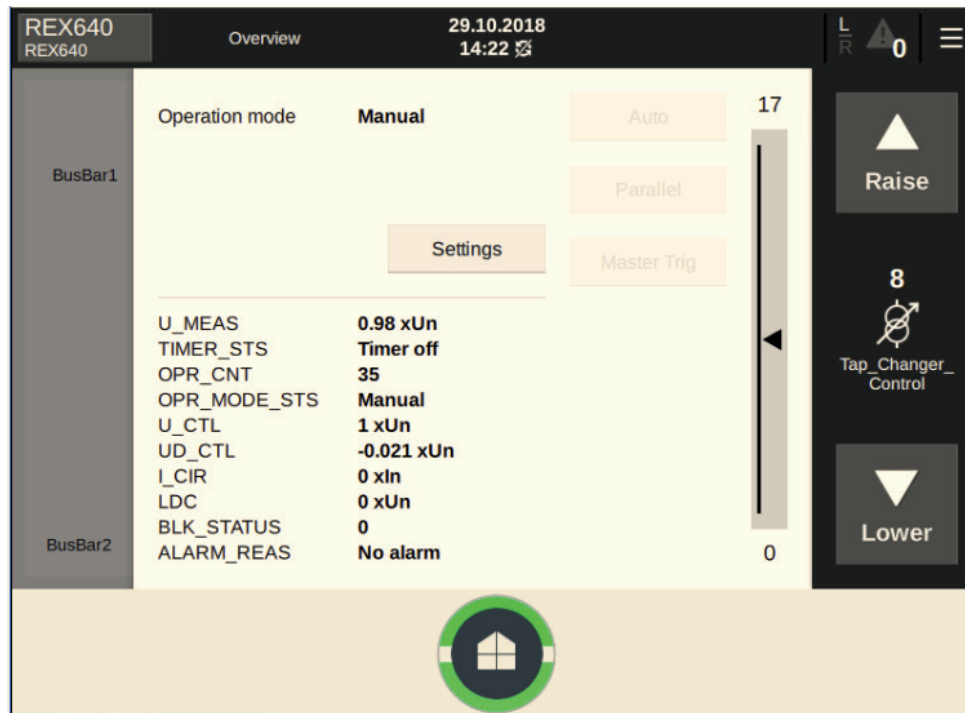 REX640
REX640
Overview
29.10.2018
14:22
L
R
0
BusBar1
BusBar2
Operation mode Manual
Auto
Parallel
Settings
Master Trig
U_MEAS 0.98 xUn
TIMER_STS Timer off
OPR_CNT 35
OPR_MODE_STS Manual
U_CTL 1 xUn
UD_CTL -0.021 xUn
I_CIR 0 xIn
LDC 0 xUn
BLK_STATUS 0
ALARM_REAS No alarm
17
0
Raise
8
Tap_Changer_
Control
Lower